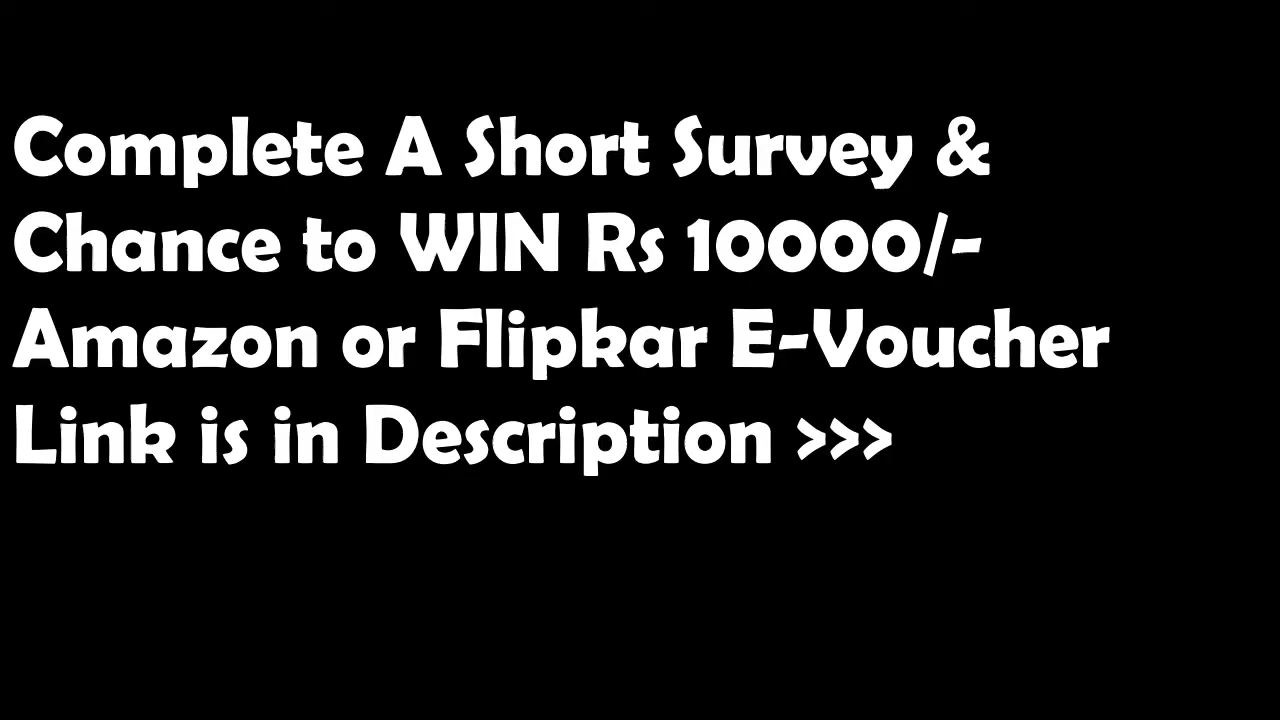 Complete A Short Survey &
Chance to WIN Rs 10000/-
Amazon or Flipkar E-Voucher
Link is in Description >>>